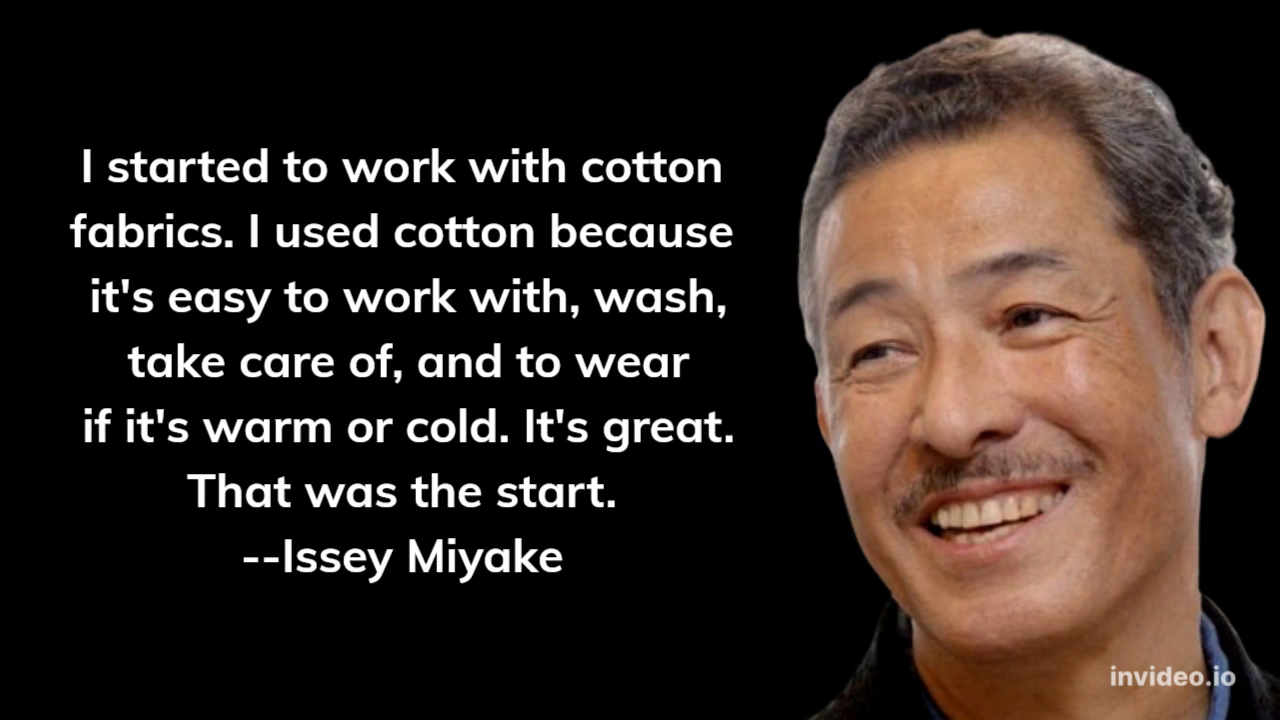 I started to work with cotton
fabrics. I used cotton because
it's easy to work with, wash,
take care of, and to wear
if it's warm or cold. It's great.
That was the start.
--Issey Miyake
invideo.io